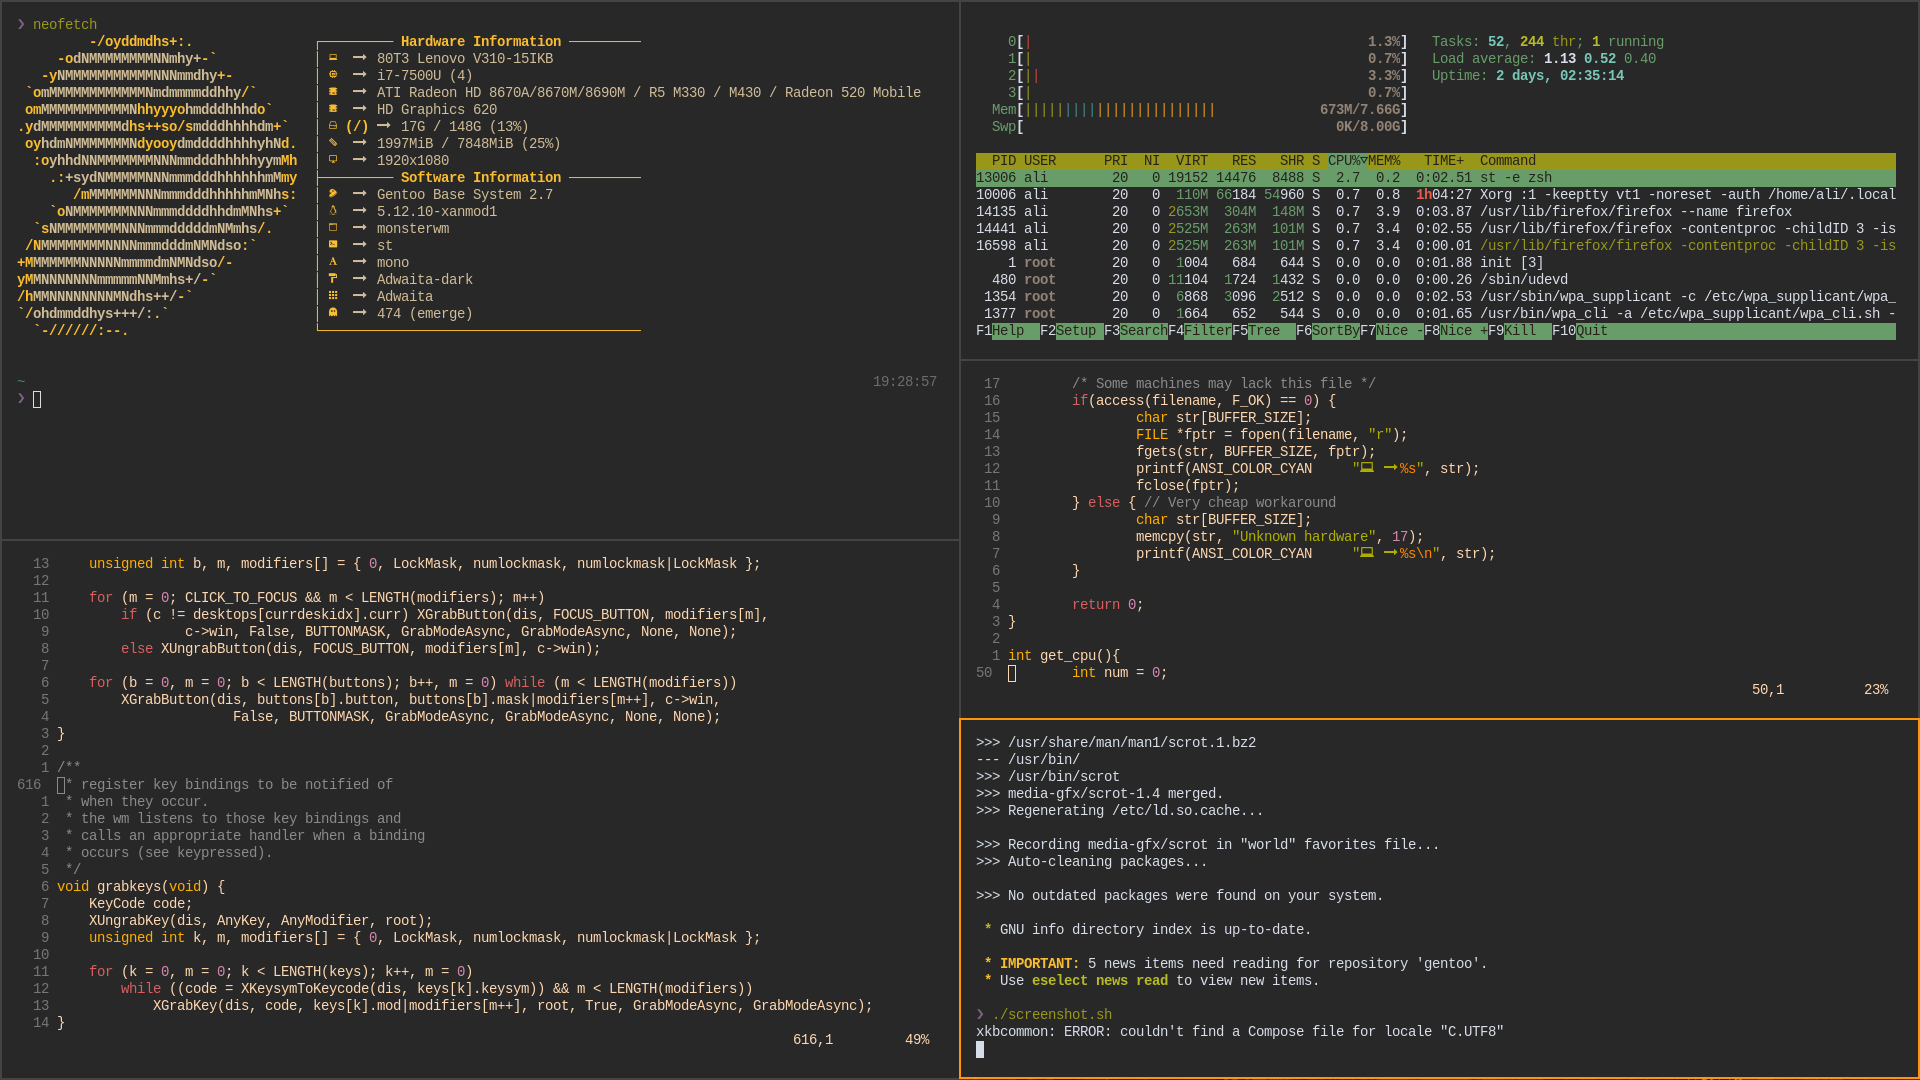 ❯ neofetch
         -/oyddmdhs+:.
     -odNMMMMMMMMNNmhy+-`
   -yNMMMMMMMMMMMNNNmmdhy+-
 `omMMMMMMMMMMMMNmdmmmmddhhy/`
 omMMMMMMMMMMMNhhyyyohmdddhhhdo`
.ydMMMMMMMMMMdhs++so/smdddhhhhdm+`
 oyhdmNMMMMMMMNdyooydmddddhhhhyhNd.
  :oyhhdNNMMMMMMMNNNmmdddhhhhhyymMh
    .:+sydNMMMMMNNNmmmdddhhhhhhmMmy
       /mMMMMMMNNNmmmdddhhhhhmMNhs:
    `oNMMMMMMMNNNmmmddddhhdmMNhs+`
  `sNMMMMMMMMNNNmmmdddddmNMmhs/.
 /NMMMMMMMMNNNNmmmdddmNMNdso:`
+MMMMMMMNNNNNmmmmdmNMNdso/-
yMMNNNNNNNmmmmmNNMmhs+/-`
/hMMNNNNNNNNMNdhs++/-`
`/ohdmmddhys+++/:.`
  `-//////:--.
┌───────── Hardware Information ─────────
│ ⟶ 80T3 Lenovo V310-15IKB
│ ⟶ i7-7500U (4)
│ ⟶ ATI Radeon HD 8670A/8670M/8690M / R5 M330 / M430 / Radeon 520 Mobile
│ ⟶ HD Graphics 620
│ (/) ⟶ 17G / 148G (13%)
│ ⟶ 1997MiB / 7848MiB (25%)
│ ⟶ 1920x1080
├───────── Software Information ─────────
│ ⟶ Gentoo Base System 2.7
│ ⟶ 5.12.10-xanmod1
│ ⟶ monsterwm
│ ⟶ st
│ ⟶ mono
│ ⟶ Adwaita-dark
│ ⟶ Adwaita
│ ⟶ 474 (emerge)
└────────────────────────────────────────
~ 19:28:57
❯
0[| 1.3%]
1[| 0.7%]
2[|| 3.3%]
3[| 0.7%]
Mem[|||||||||||||||||||||||| 673M/7.66G]
Swp[ 0K/8.00G]
Tasks: 52, 244 thr; 1 running
Load average: 1.13 0.52 0.40
Uptime: 2 days, 02:35:14
  PID USER      PRI  NI  VIRT   RES   SHR S CPU%▽MEM%   TIME+  Command
13006 ali        20   0 19152 14476  8488 S  2.7  0.2  0:02.51 st -e zsh
10006 ali        20   0  110M 66184 54960 S  0.7  0.8  1h04:27 Xorg :1 -keeptty vt1 -noreset -auth /home/ali/.local
14135 ali        20   0 2653M  304M  148M S  0.7  3.9  0:03.87 /usr/lib/firefox/firefox --name firefox
14441 ali        20   0 2525M  263M  101M S  0.7  3.4  0:02.55 /usr/lib/firefox/firefox -contentproc -childID 3 -is
16598 ali        20   0 2525M  263M  101M S  0.7  3.4  0:00.01 /usr/lib/firefox/firefox -contentproc -childID 3 -is
    1 root       20   0  1004   684   644 S  0.0  0.0  0:01.88 init [3]
  480 root       20   0 11104  1724  1432 S  0.0  0.0  0:00.26 /sbin/udevd
 1354 root       20   0  6868  3096  2512 S  0.0  0.0  0:02.53 /usr/sbin/wpa_supplicant -c /etc/wpa_supplicant/wpa_
 1377 root       20   0  1664   652   544 S  0.0  0.0  0:01.65 /usr/bin/wpa_cli -a /etc/wpa_supplicant/wpa_cli.sh -
F1Help  F2Setup F3SearchF4FilterF5Tree  F6SortByF7Nice -F8Nice +F9Kill  F10Quit
17         /* Some machines may lack this file */
16         if(access(filename, F_OK) == 0) {
15                 char str[BUFFER_SIZE];
14                 FILE *fptr = fopen(filename, "r");
13                 fgets(str, BUFFER_SIZE, fptr);
12                 printf(ANSI_COLOR_CYAN     "💻 ⟶%s", str);
11                 fclose(fptr);
10         } else { // Very cheap workaround
 9                 char str[BUFFER_SIZE];
 8                 memcpy(str, "Unknown hardware", 17);
 7                 printf(ANSI_COLOR_CYAN     "💻 ⟶%s\n", str);
 6         }
 5
 4         return 0;
 3 }
 2
 1 int get_cpu(){
50         int num = 0;
50,1          23%
13     unsigned int b, m, modifiers[] = { 0, LockMask, numlockmask, numlockmask|LockMask };
12
11     for (m = 0; CLICK_TO_FOCUS && m < LENGTH(modifiers); m++)
10         if (c != desktops[currdeskidx].curr) XGrabButton(dis, FOCUS_BUTTON, modifiers[m],
 9                 c->win, False, BUTTONMASK, GrabModeAsync, GrabModeAsync, None, None);
 8         else XUngrabButton(dis, FOCUS_BUTTON, modifiers[m], c->win);
 7
 6     for (b = 0, m = 0; b < LENGTH(buttons); b++, m = 0) while (m < LENGTH(modifiers))
 5         XGrabButton(dis, buttons[b].button, buttons[b].mask|modifiers[m++], c->win,
 4                       False, BUTTONMASK, GrabModeAsync, GrabModeAsync, None, None);
 3 }
 2
 1 /**
616  * register key bindings to be notified of
 1  * when they occur.
 2  * the wm listens to those key bindings and
 3  * calls an appropriate handler when a binding
 4  * occurs (see keypressed).
 5  */
 6 void grabkeys(void) {
 7     KeyCode code;
 8     XUngrabKey(dis, AnyKey, AnyModifier, root);
 9     unsigned int k, m, modifiers[] = { 0, LockMask, numlockmask, numlockmask|LockMask };
10
11     for (k = 0, m = 0; k < LENGTH(keys); k++, m = 0)
12         while ((code = XKeysymToKeycode(dis, keys[k].keysym)) && m < LENGTH(modifiers))
13             XGrabKey(dis, code, keys[k].mod|modifiers[m++], root, True, GrabModeAsync, GrabModeAsync);
14 }
616,1         49%
>>> /usr/share/man/man1/scrot.1.bz2
--- /usr/bin/
>>> /usr/bin/scrot
>>> media-gfx/scrot-1.4 merged.
>>> Regenerating /etc/ld.so.cache...
>>> Recording media-gfx/scrot in "world" favorites file...
>>> Auto-cleaning packages...
>>> No outdated packages were found on your system.
 * GNU info directory index is up-to-date.
 * IMPORTANT: 5 news items need reading for repository 'gentoo'.
 * Use eselect news read to view new items.
❯ ./screenshot.sh
xkbcommon: ERROR: couldn't find a Compose file for locale "C.UTF8"